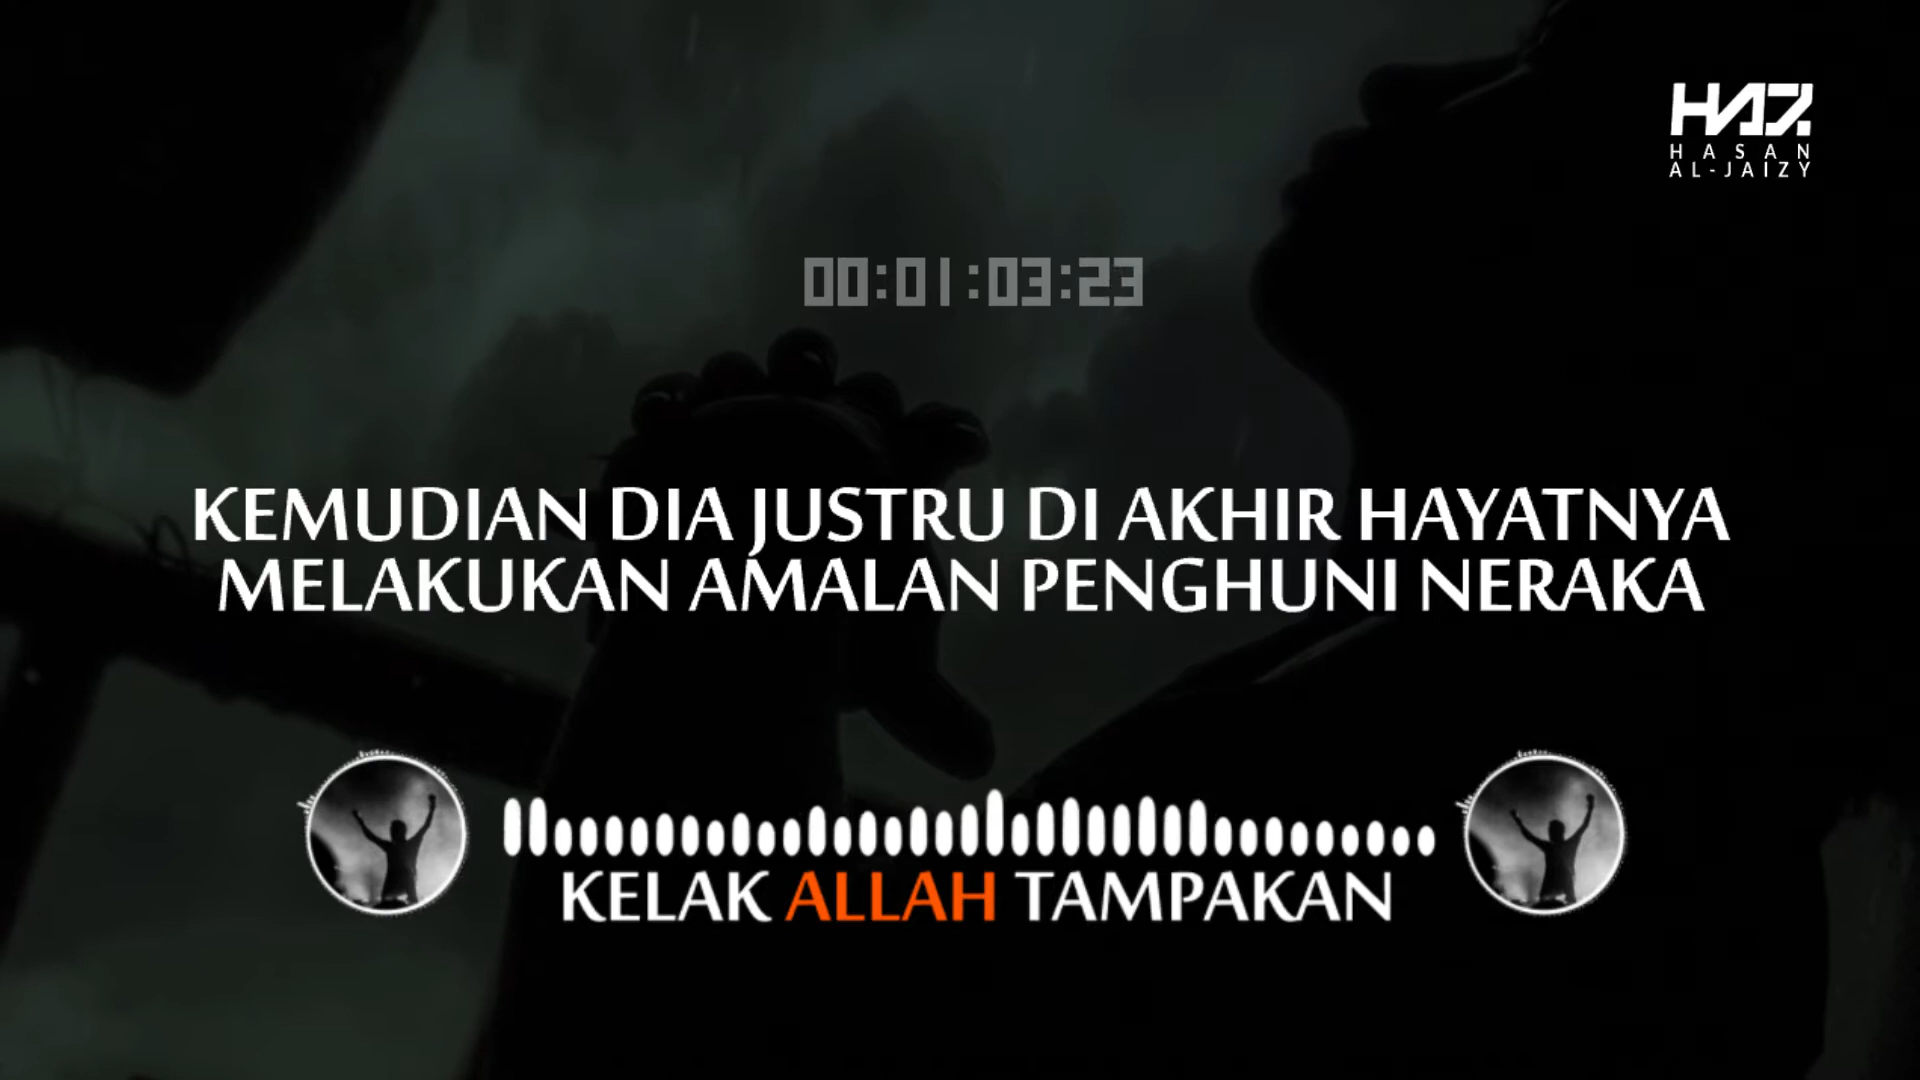 HAZ
HASAN
AL-JAIZY
00:01:03:23
KEMUDIAN DIA JUSTRU DI AKHIR HAYATNYA
MELAKUKAN AMALAN PENGHUNI NERAKA
KELAK ALLAH TAMPAKAN